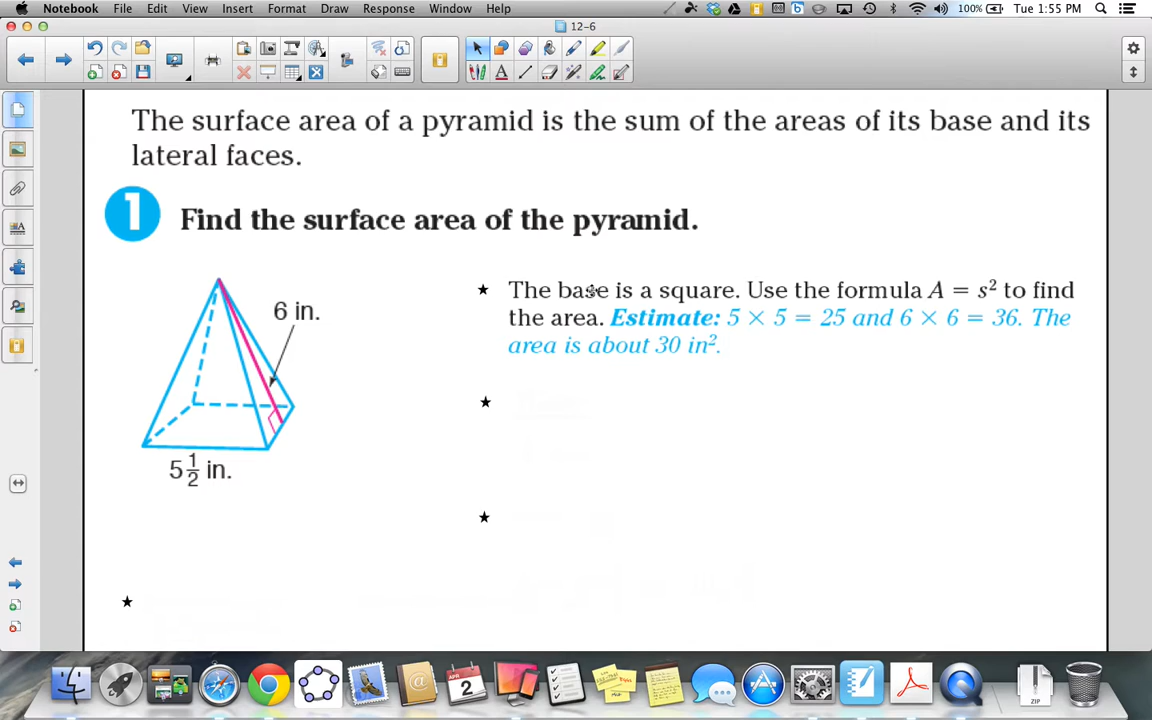 Notebook File Edit View Insert Format Draw Response Window Help 100% Tue 1:55 PM
12-6
The surface area of a pyramid is the sum of the areas of its base and its
lateral faces.
1 Find the surface area of the pyramid.
6 in.
5 1/2 in.
★ The base is a square. Use the formula A = s² to find
the area. Estimate: 5 × 5 = 25 and 6 × 6 = 36. The
area is about 30 in².
★
★
★
APR
2
ZIP